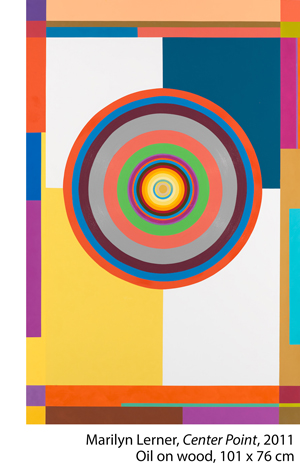 Marilyn Lerner, Center Point, 2011
Oil on wood, 101 x 76 cm